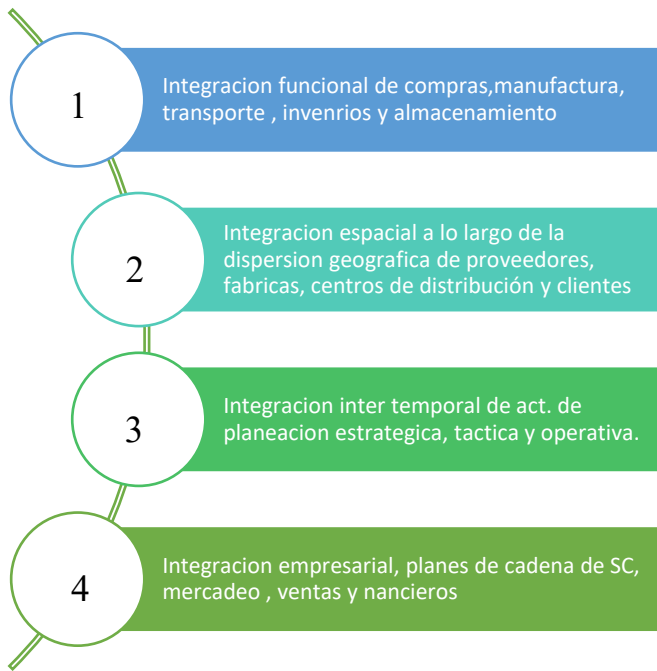 1
Integracion funcional de compras,manufactura,
transporte , invenrios y almacenamiento
2
Integracion espacial a lo largo de la
dispersion geografica de proveedores,
fabricas, centros de distribución y clientes
3
Integracion inter temporal de act. de
planeacion estrategica, tactica y operativa.
4
Integracion empresarial, planes de cadena de SC,
mercadeo , ventas y nancieros